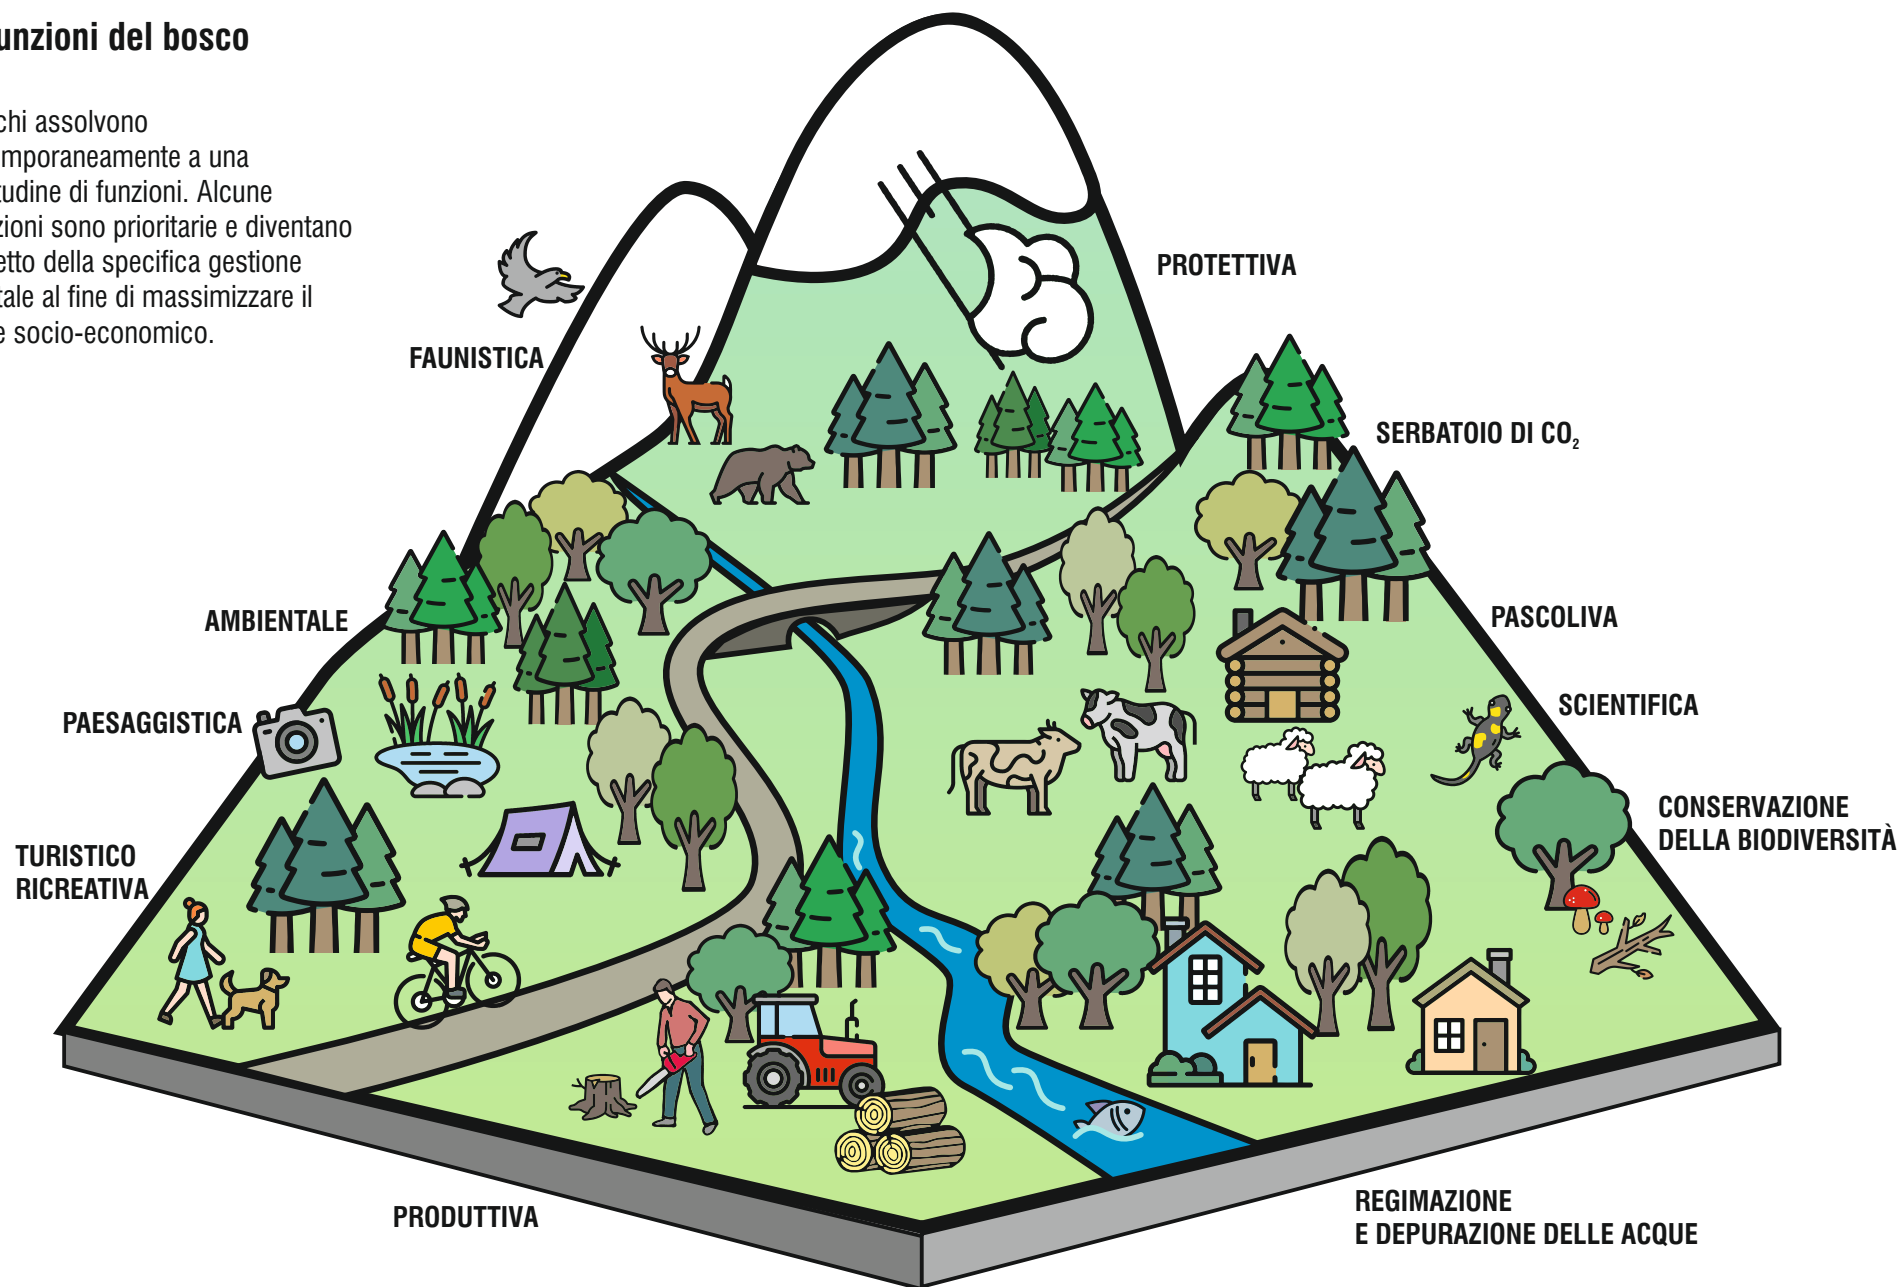 unzioni del bosco
chi assolvono
mporaneamente a una
tudine di funzioni. Alcune
zioni sono prioritarie e diventano
etto della specifica gestione
tale al fine di massimizzare il
e socio-economico.
PROTETTIVA
FAUNISTICA
SERBATOIO DI CO₂
AMBIENTALE
PASCOLIVA
PAESAGGISTICA
SCIENTIFICA
CONSERVAZIONE
DELLA BIODIVERSITÀ
TURISTICO
RICREATIVA
PRODUTTIVA
REGIMAZIONE
E DEPURAZIONE DELLE ACQUE